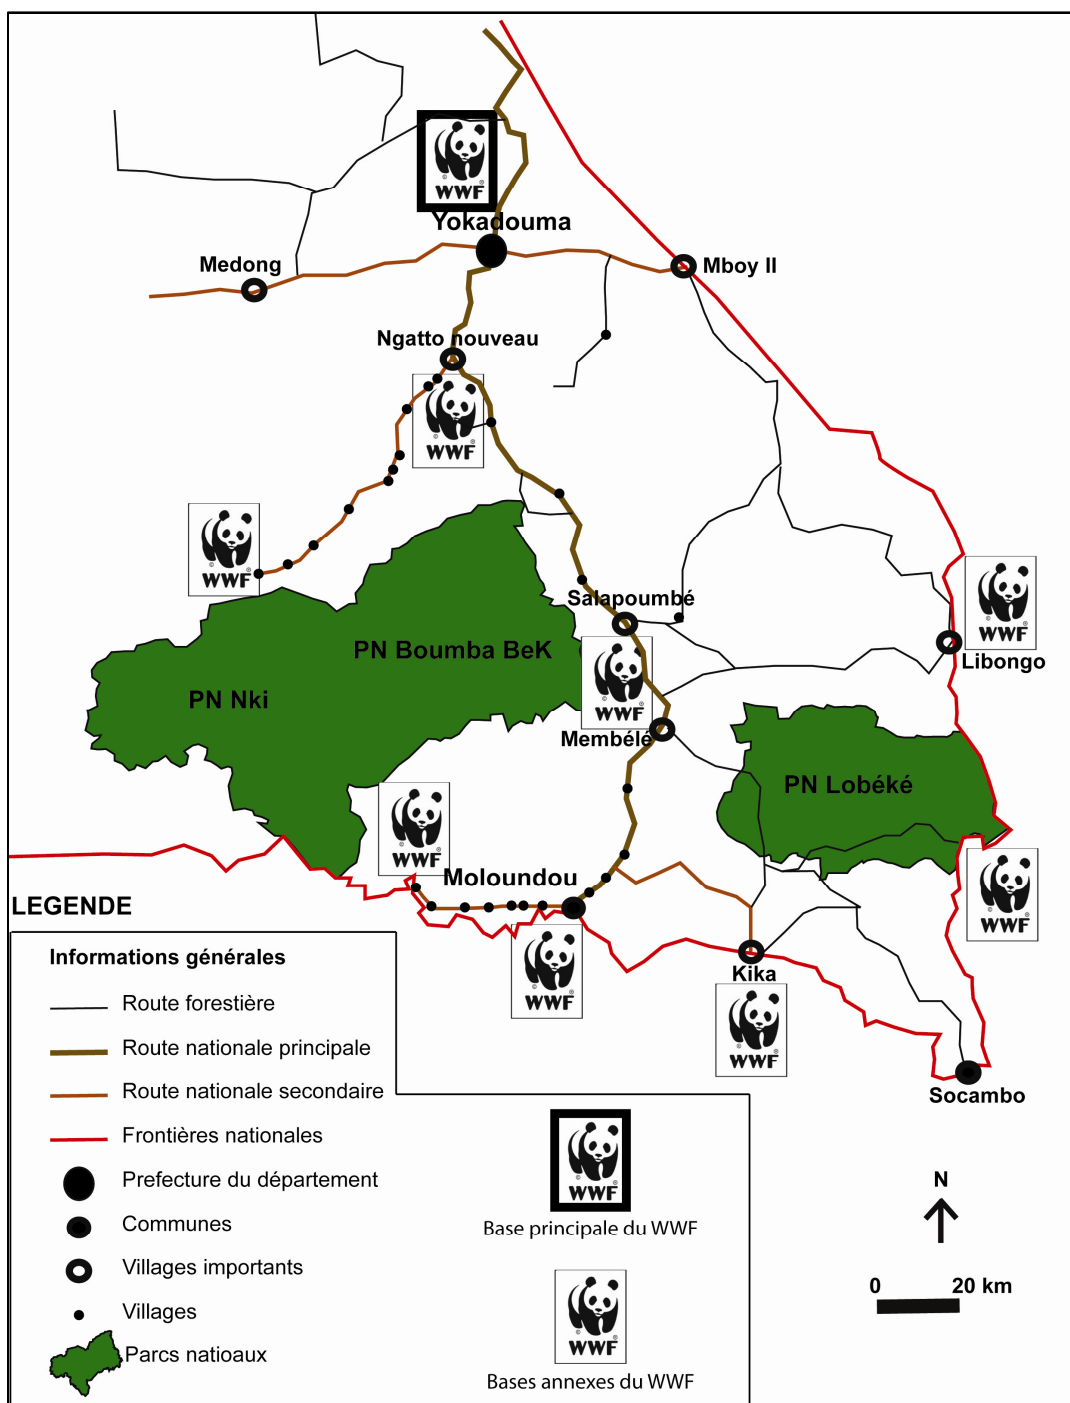 WWF
Yokadouma
Medong
Mboy II
Ngatto nouveau
WWF
WWF
Salapoumbé
WWF
Libongo
PN Boumba BeK
PN Nki
WWF
Membélé
PN Lobéké
WWF
Moloundou
WWF
WWF
Kika
WWF
Socambo
LEGENDE
Informations générales
Route forestière
Route nationale principale
Route nationale secondaire
Frontières nationales
Prefecture du département
Communes
Villages importants
Villages
Parcs natioaux
WWF
Base principale du WWF
WWF
Bases annexes du WWF
N
0 20 km